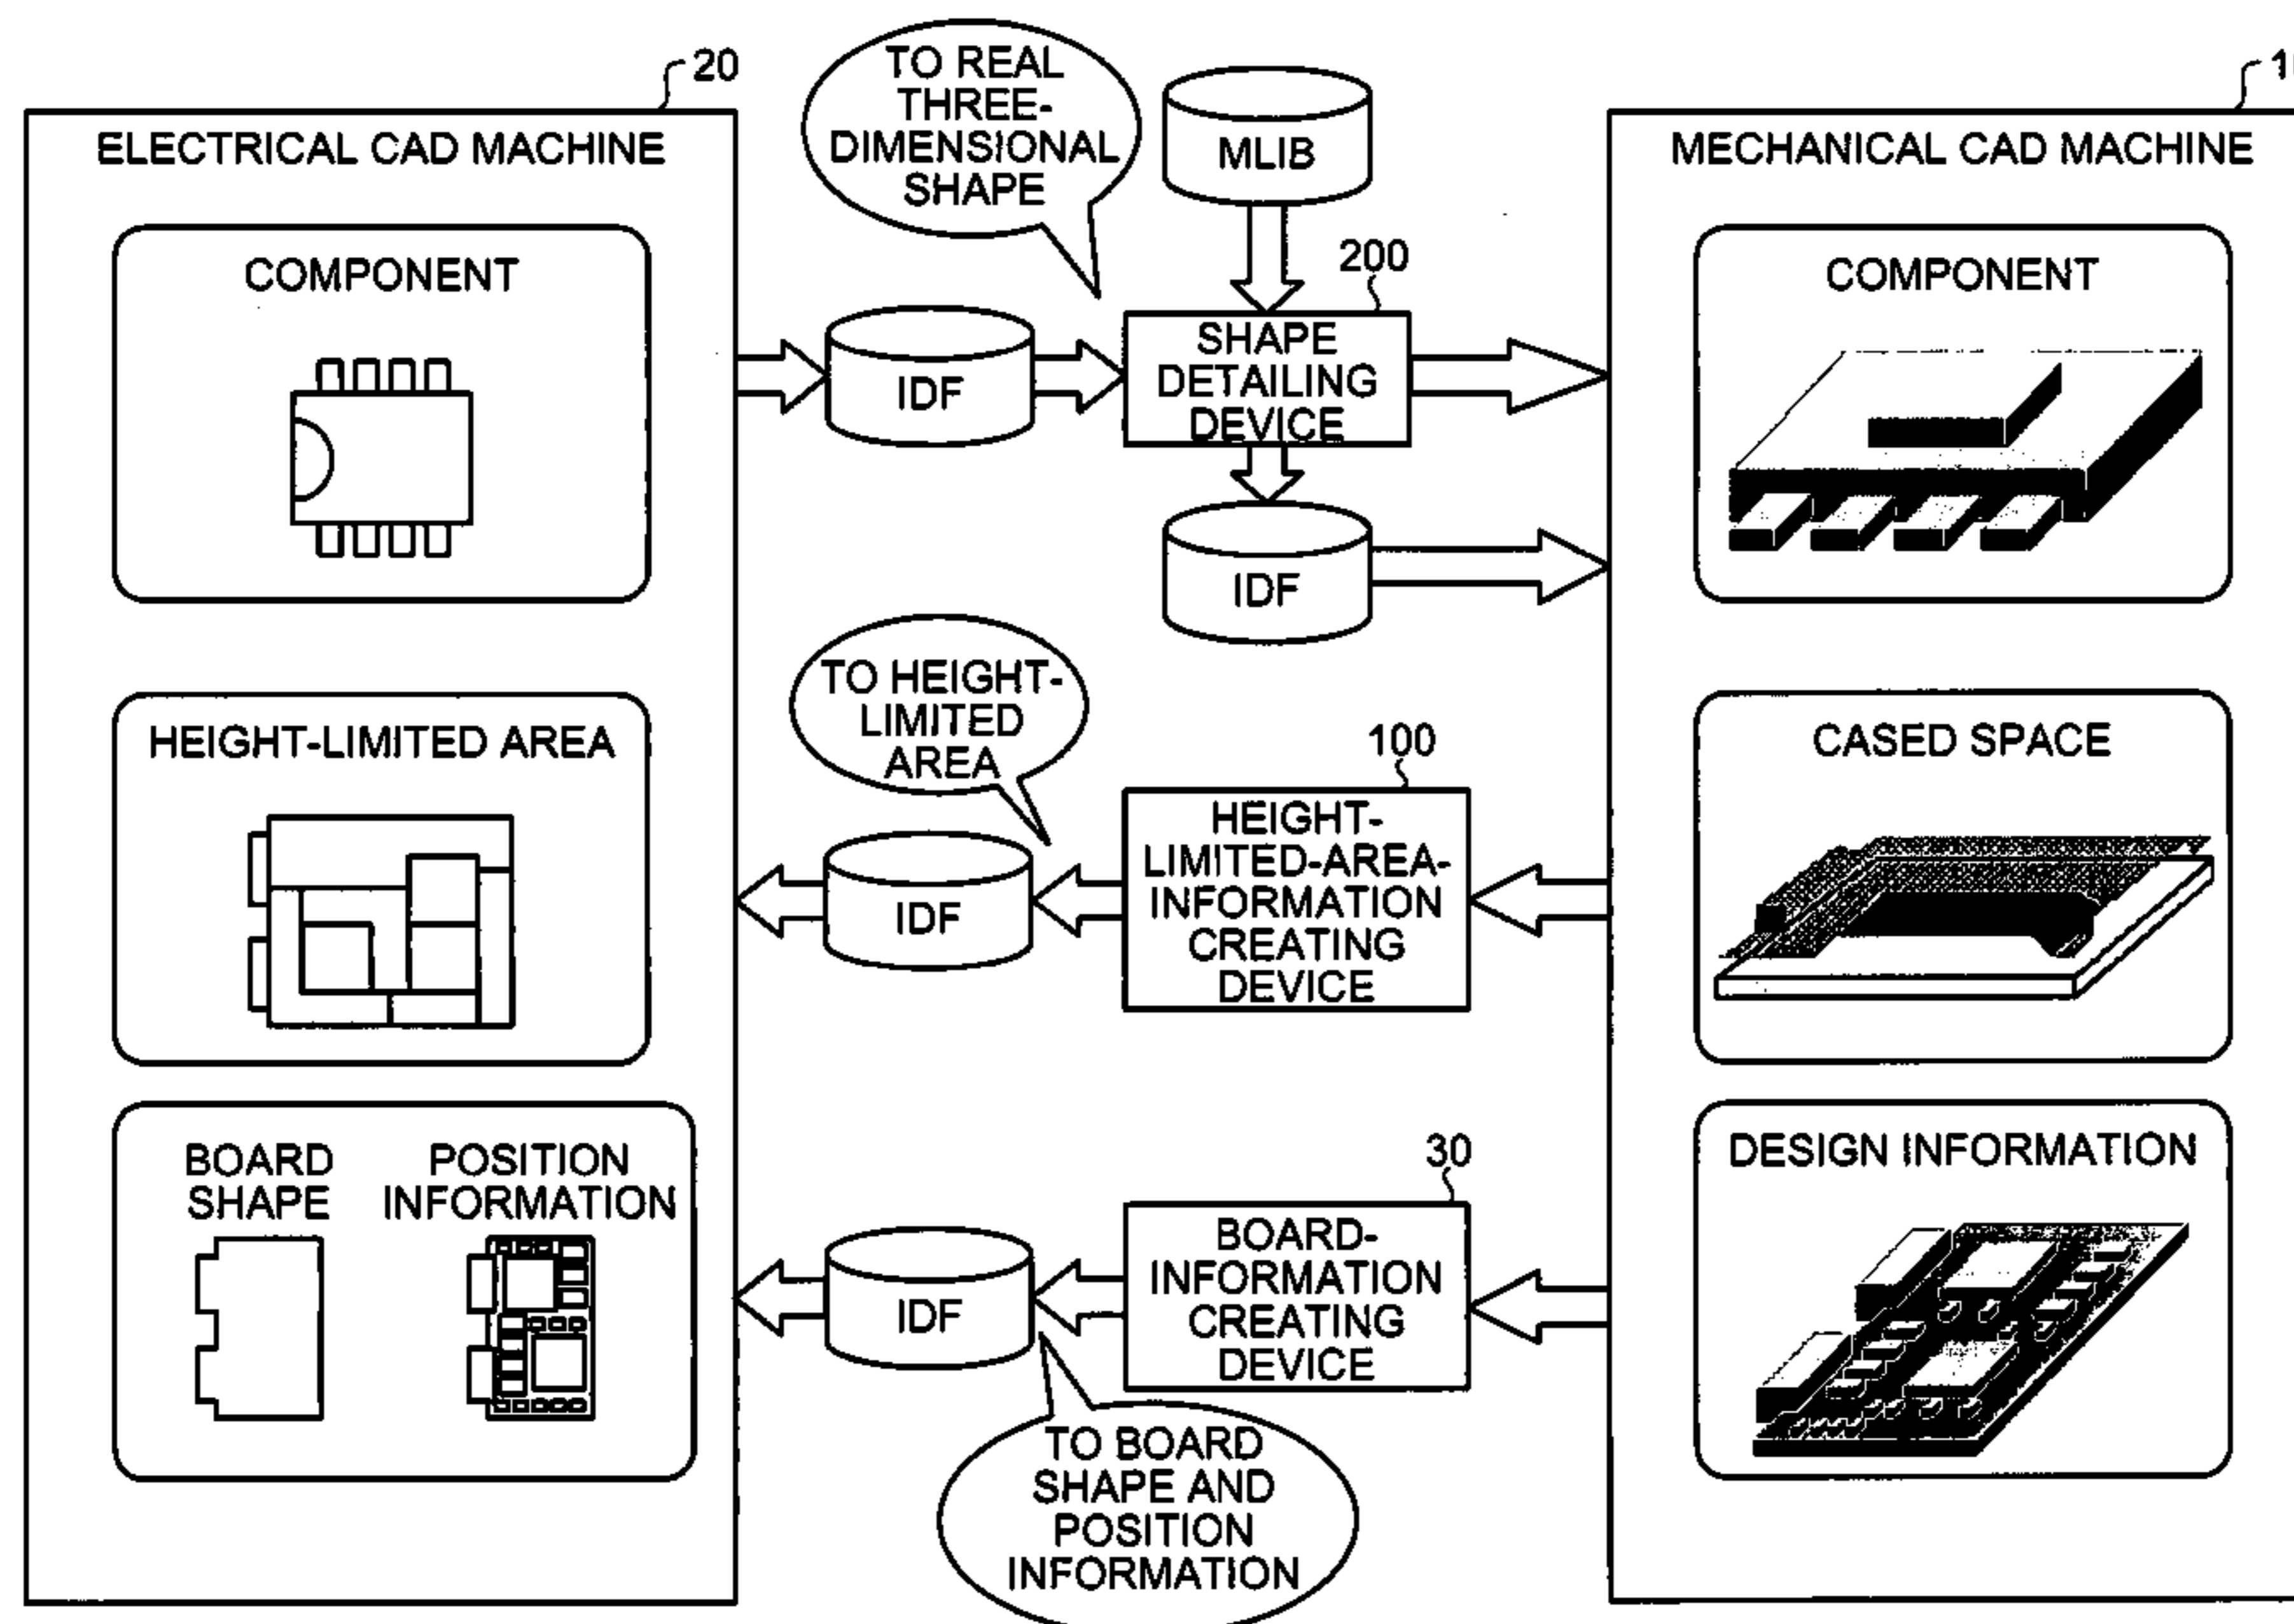 20
ELECTRICAL CAD MACHINE
COMPONENT
HEIGHT-LIMITED AREA
BOARD
SHAPE
POSITION
INFORMATION
TO REAL
THREE-
DIMENSIONAL
SHAPE
MLIB
200
IDF
SHAPE
DETAILING
DEVICE
IDF
TO HEIGHT-
LIMITED
AREA
100
IDF
HEIGHT-
LIMITED-AREA-
INFORMATION
CREATING
DEVICE
30
IDF
BOARD-
INFORMATION
CREATING
DEVICE
TO BOARD
SHAPE AND
POSITION
INFORMATION
MECHANICAL CAD MACHINE
COMPONENT
CASED SPACE
DESIGN INFORMATION